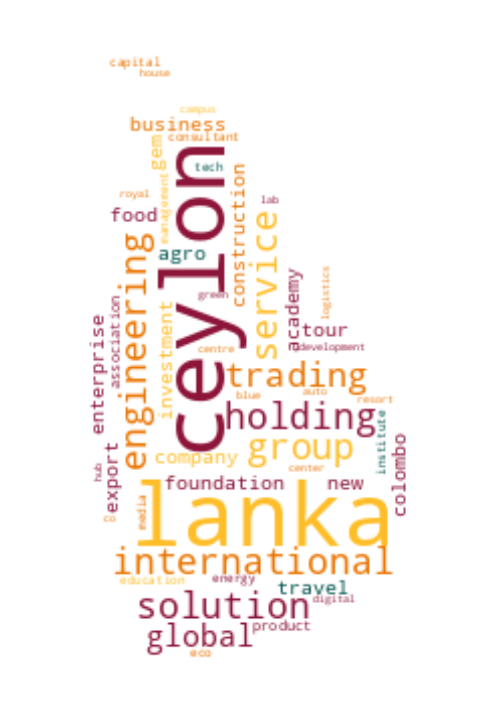 capital
house
campus
business
consultant
gem
tech
management
royal
lab
food
construction
ceylon
agro
service
engineering
green
academy
logistics
tour
association
enterprise
investment
centre
development
trading
blue
auto
resort
holding
group
institute
colombo
company
center
hub
export
foundation
new
co
media
lanka
international
education
energy
travel
digital
solution
product
global
eco